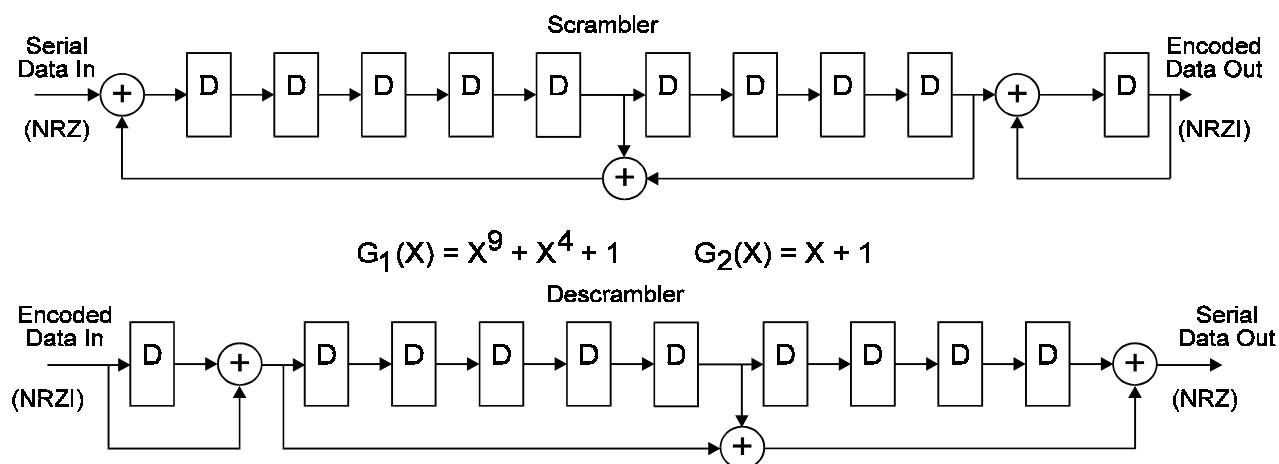 Scrambler
Serial
Data In
(NRZ)
+
D
D
D
D
D
D
D
D
D
+
D
Encoded
Data Out
(NRZI)
+
G₁(X) = X⁹ + X⁴ + 1
G₂(X) = X + 1
Descrambler
Encoded
Data In
(NRZI)
D
+
D
D
D
D
D
D
D
D
D
+
Serial
Data Out
(NRZ)
+